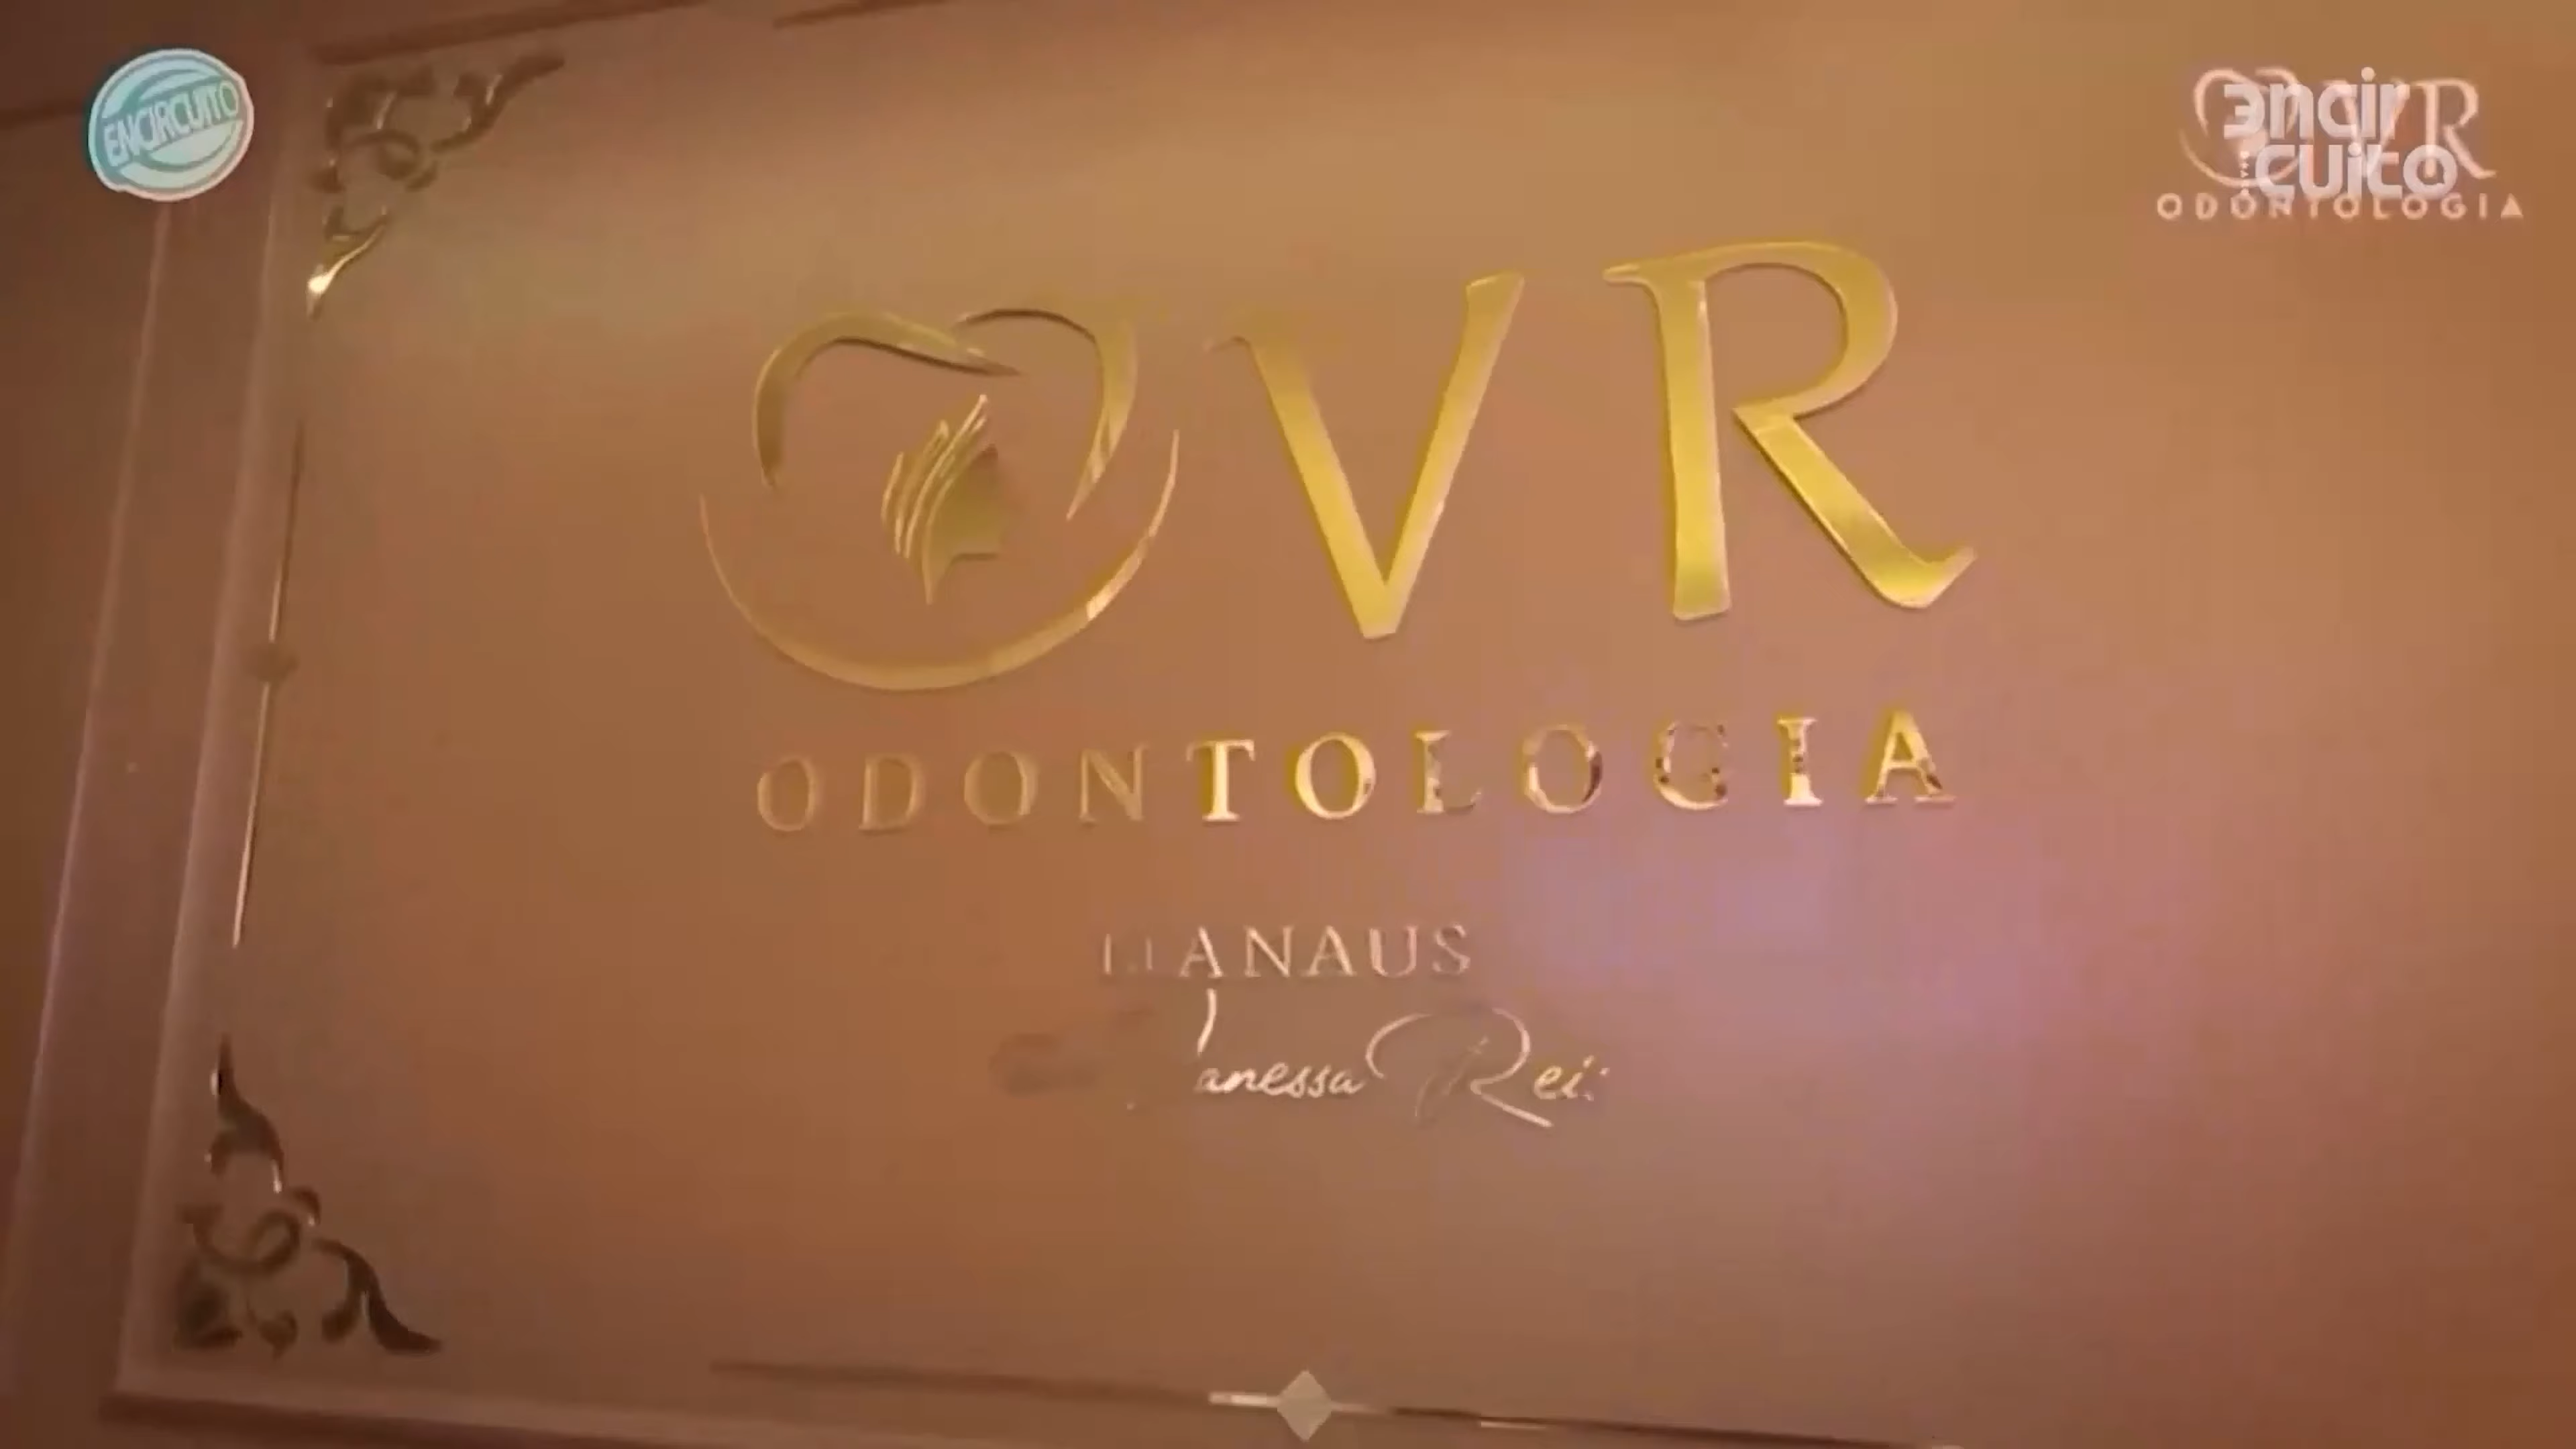 ENCIRCUITO
encircuito
VR
ODONTOLOGIA
VR
ODONTOLOGIA
MANAUS
Vanessa Reis